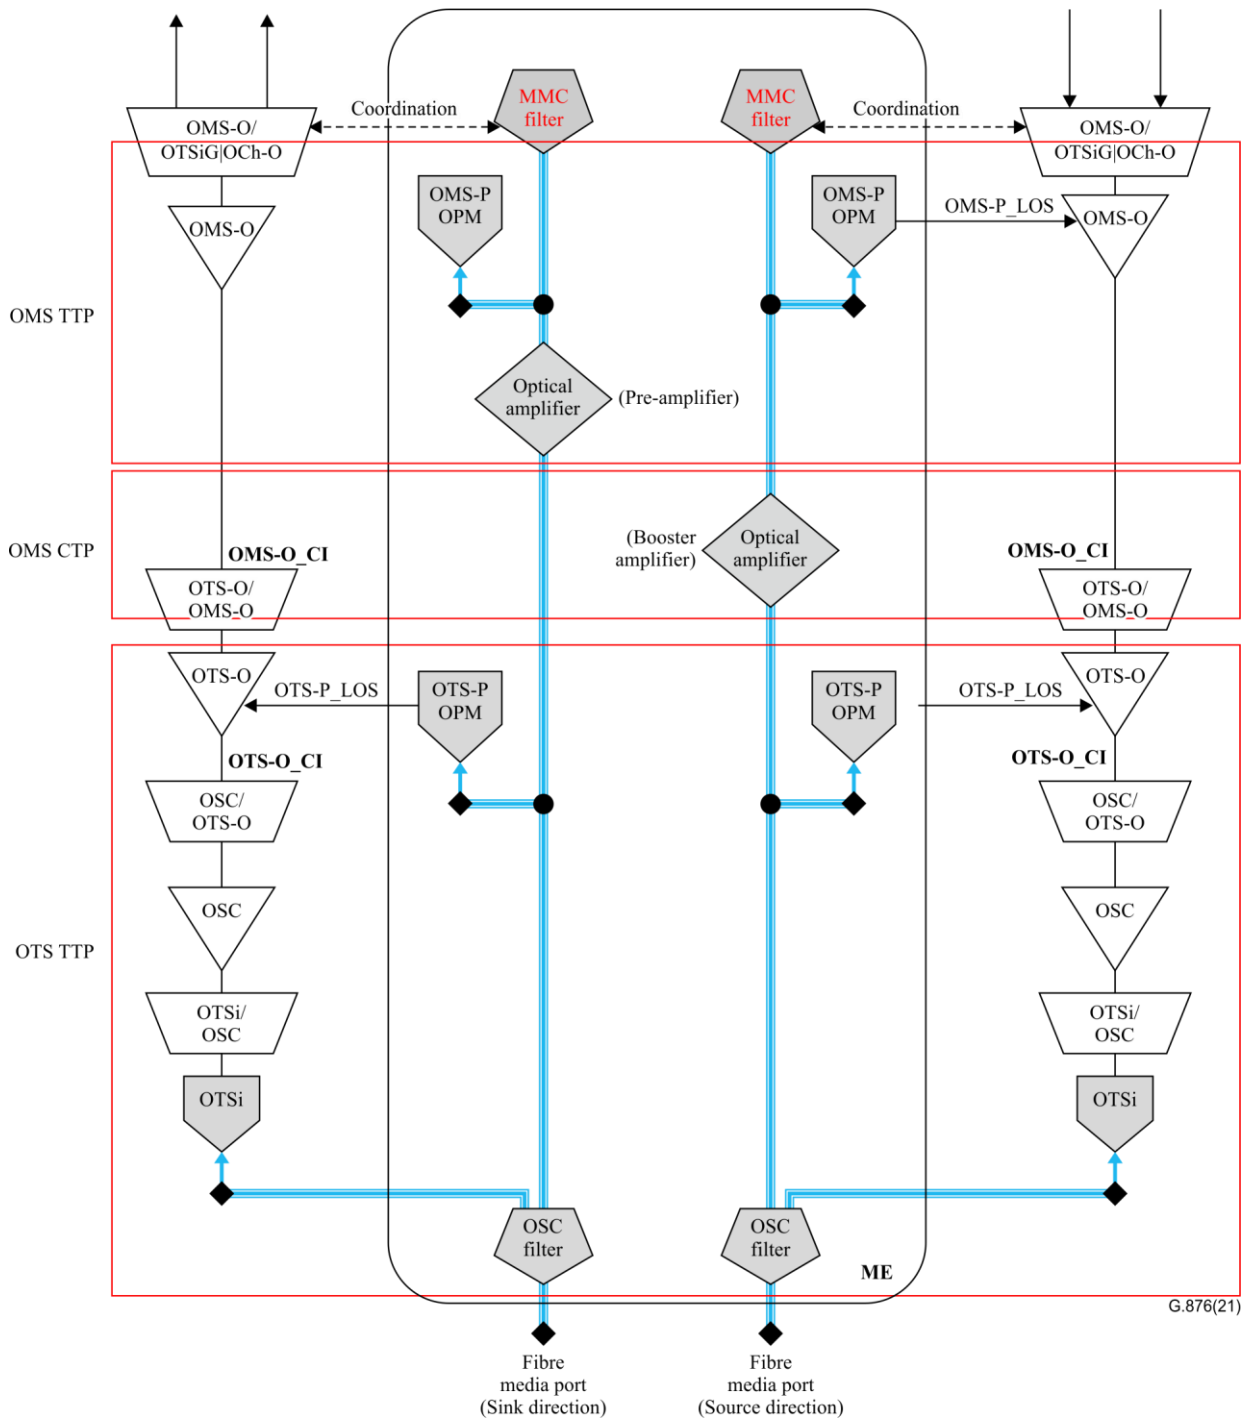 MMC
filter
MMC
filter
Coordination
Coordination
OMS-O/
OTSiG|OCh-O
OMS-O/
OTSiG|OCh-O
OMS-P
OPM
OMS-P
OPM
OMS-P_LOS
OMS-O
OMS-O
OMS TTP
Optical
amplifier
(Pre-amplifier)
OMS CTP
OMS-O_CI
(Booster
amplifier)
Optical
amplifier
OMS-O_CI
OTS-O/
OMS-O
OTS-O/
OMS-O
OTS-O
OTS-P_LOS
OTS-P
OPM
OTS-P
OPM
OTS-P_LOS
OTS-O
OTS-O_CI
OTS-O_CI
OSC/
OTS-O
OSC/
OTS-O
OSC
OSC
OTS TTP
OTSi/
OSC
OTSi/
OSC
OTSi
OTSi
OSC
filter
OSC
filter
ME
G.876(21)
Fibre
media port
(Sink direction)
Fibre
media port
(Source direction)